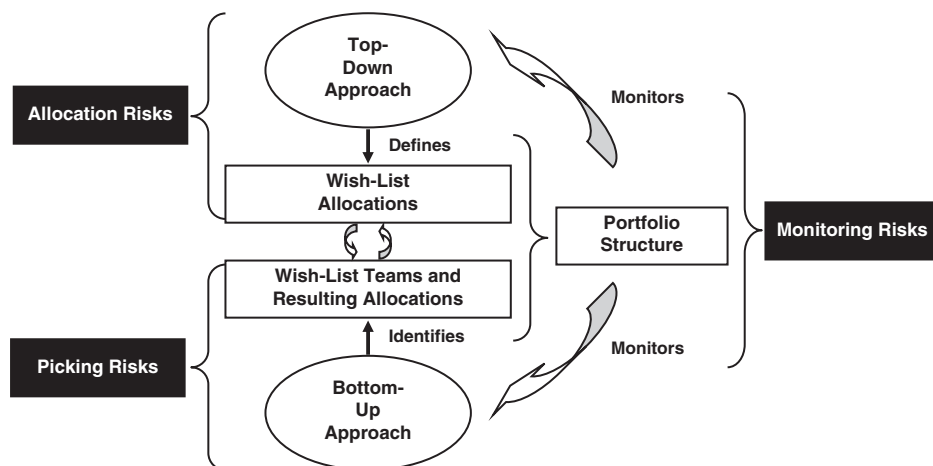 Top-
Down
Approach
Monitors
Allocation Risks
Defines
Wish-List
Allocations
Portfolio
Structure
Monitoring Risks
Wish-List Teams and
Resulting Allocations
Identifies
Monitors
Picking Risks
Bottom-
Up
Approach